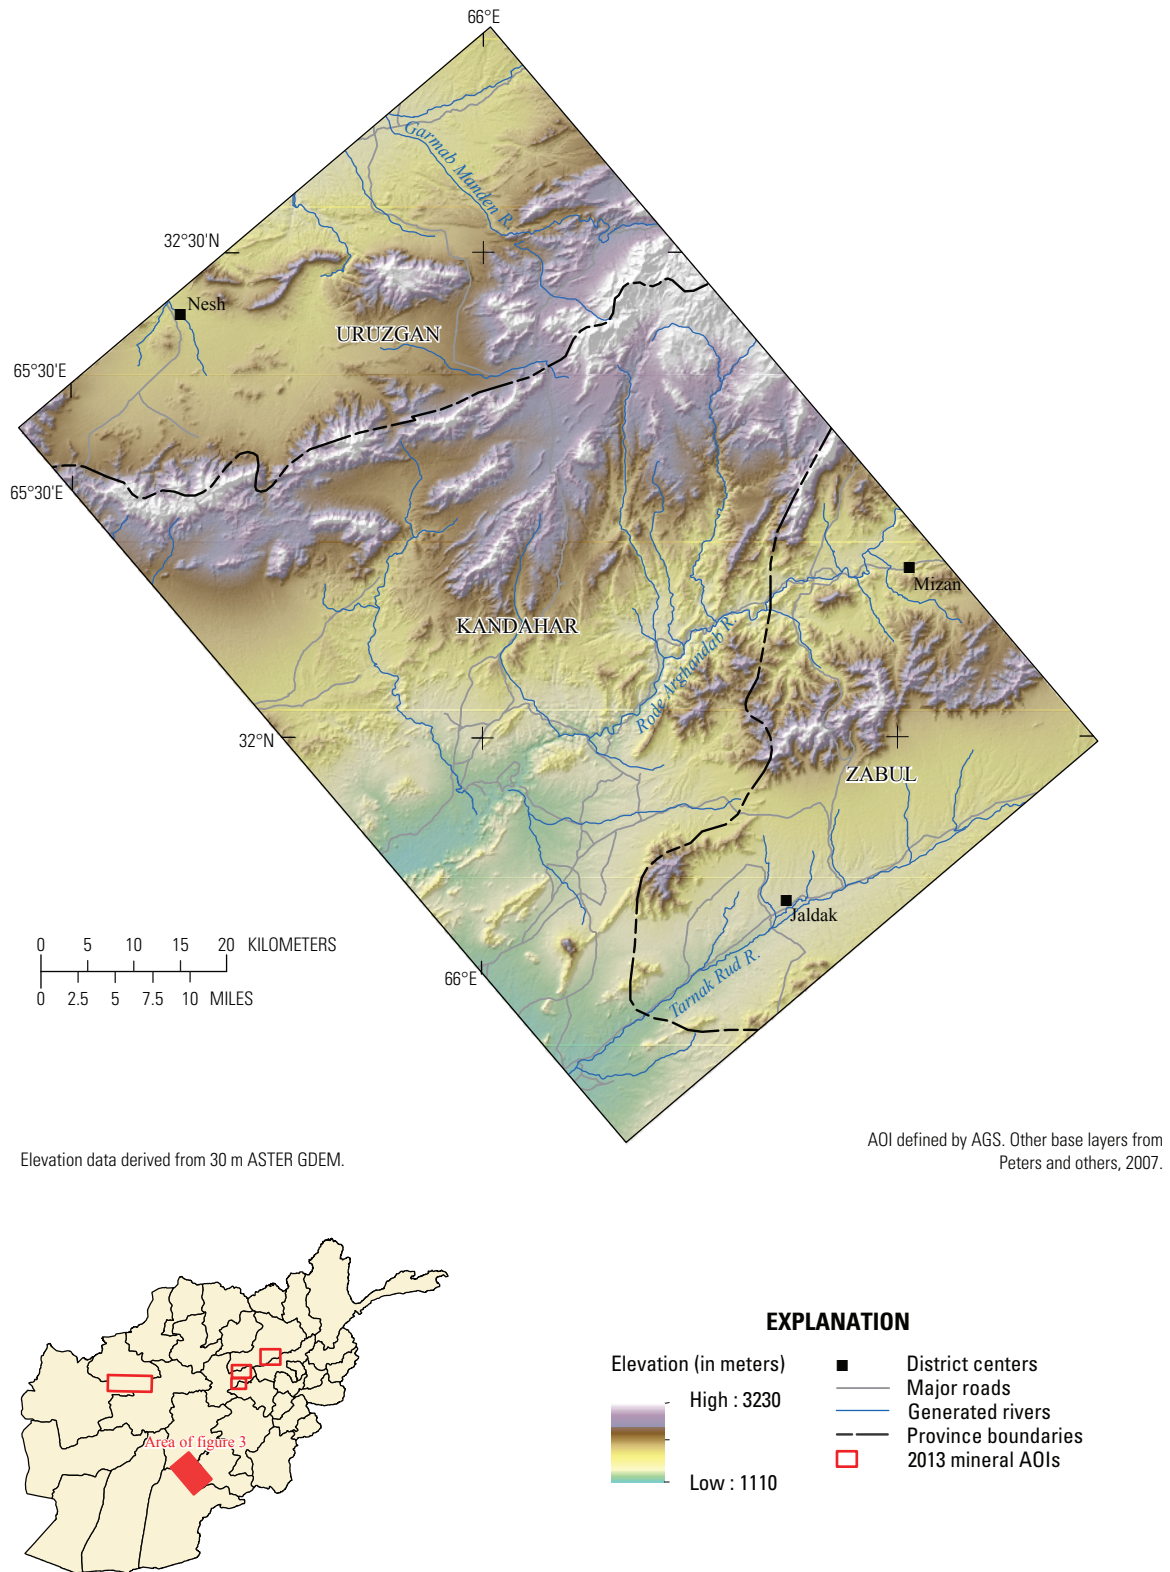 66°E
Garmab Manden R.
32°30'N
Nesh
URUZGAN
65°30'E
65°30'E
Mizan
KANDAHAR
Rode Arghandab R.
32°N
ZABUL
Jaldak
0 5 10 15 20 KILOMETERS
0 2.5 5 7.5 10 MILES
66°E
Tarnak Rud R.
Elevation data derived from 30 m ASTER GDEM.
AOI defined by AGS. Other base layers from
Peters and others, 2007.
Area of figure 3
EXPLANATION
Elevation (in meters)
High : 3230
Low : 1110
District centers
Major roads
Generated rivers
Province boundaries
2013 mineral AOIs